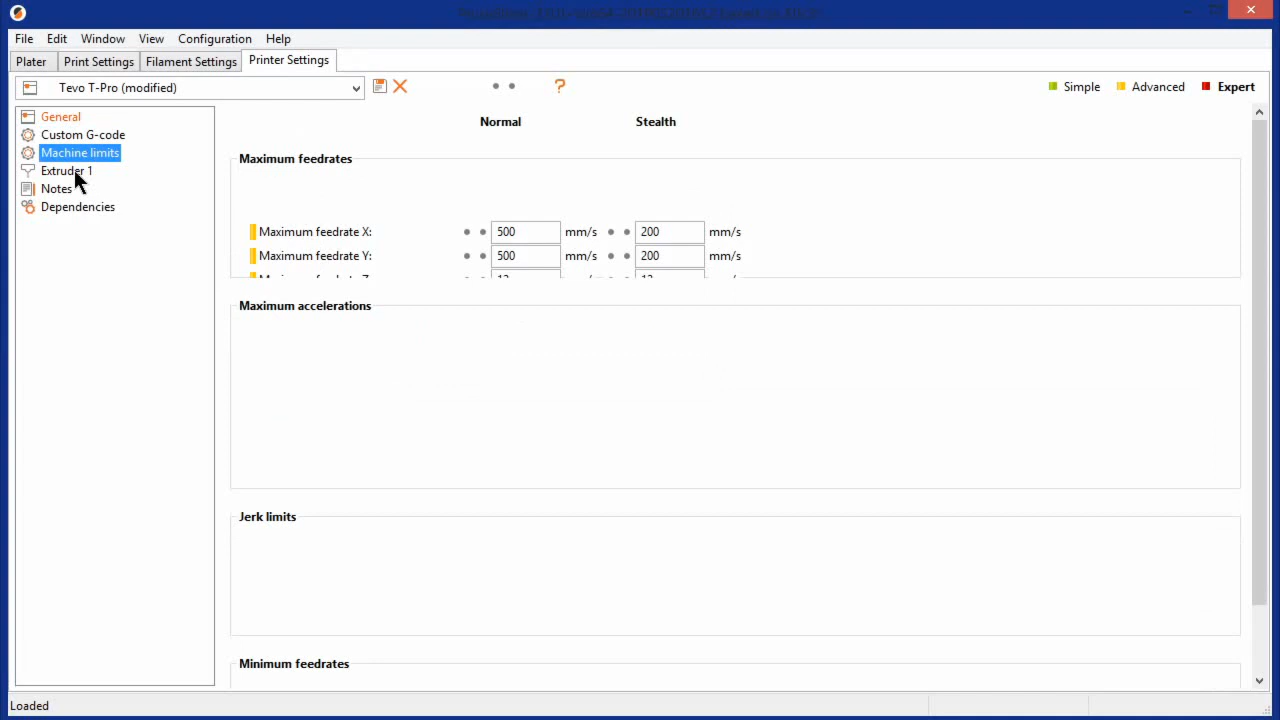 File Edit Window View Configuration Help
Plater Print Settings Filament Settings Printer Settings
Tevo T-Pro (modified) ? Simple Advanced Expert
General
Custom G-code
Machine limits
Extruder 1
Notes
Dependencies
Normal Stealth
Maximum feedrates
Maximum feedrate X: 500 mm/s 200 mm/s
Maximum feedrate Y: 500 mm/s 200 mm/s
Maximum accelerations
Jerk limits
Minimum feedrates
Loaded